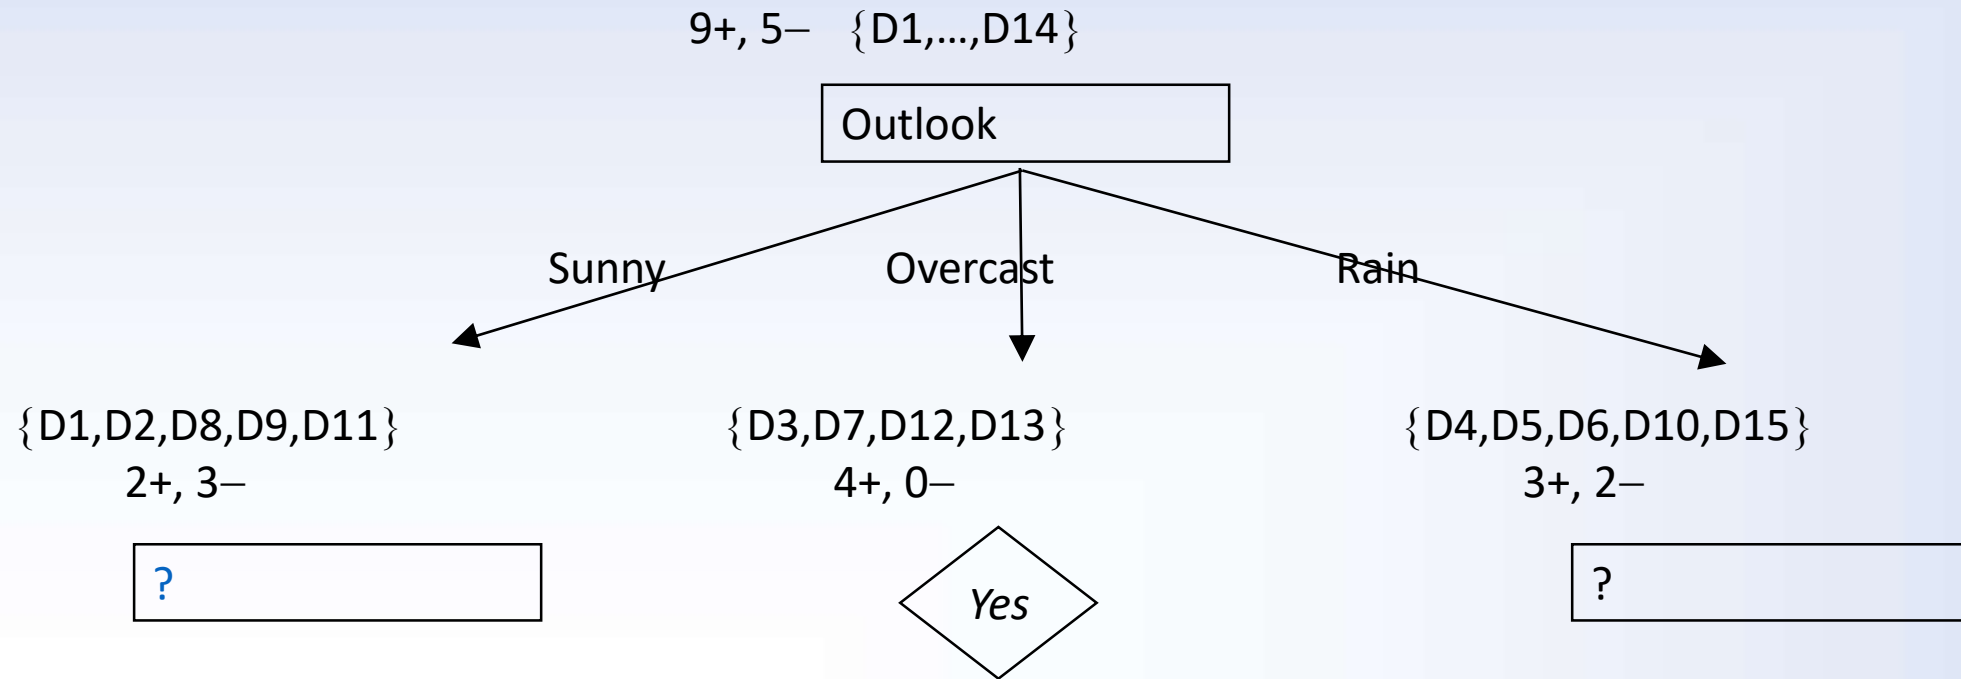 9+, 5– {D1,…,D14}
Outlook
Sunny Overcast Rain
{D1,D2,D8,D9,D11} {D3,D7,D12,D13} {D4,D5,D6,D10,D15}
2+, 3– 4+, 0– 3+, 2–
? Yes ?